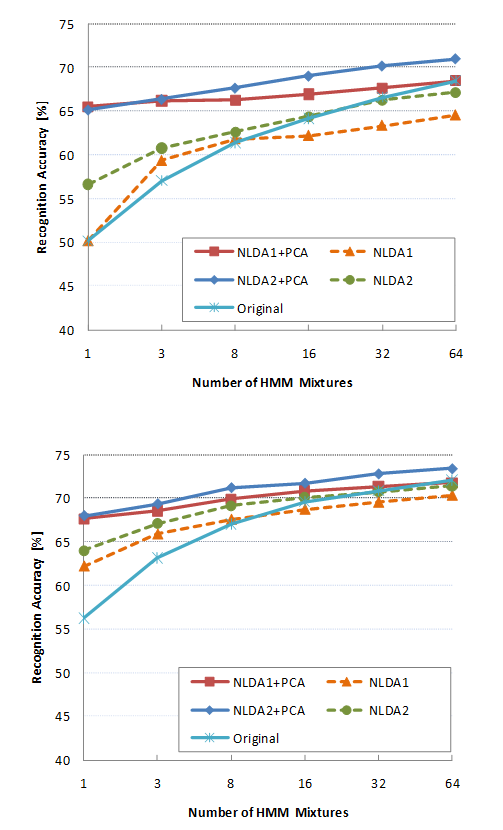 75
70
65
60
55
50
45
40
Recognition Accuracy [%]
NLDA1+PCA NLDA1
NLDA2+PCA NLDA2
Original
1 3 8 16 32 64
Number of HMM Mixtures
75
70
65
60
55
50
45
40
Recognition Accuracy [%]
NLDA1+PCA NLDA1
NLDA2+PCA NLDA2
Original
1 3 8 16 32 64
Number of HMM Mixtures